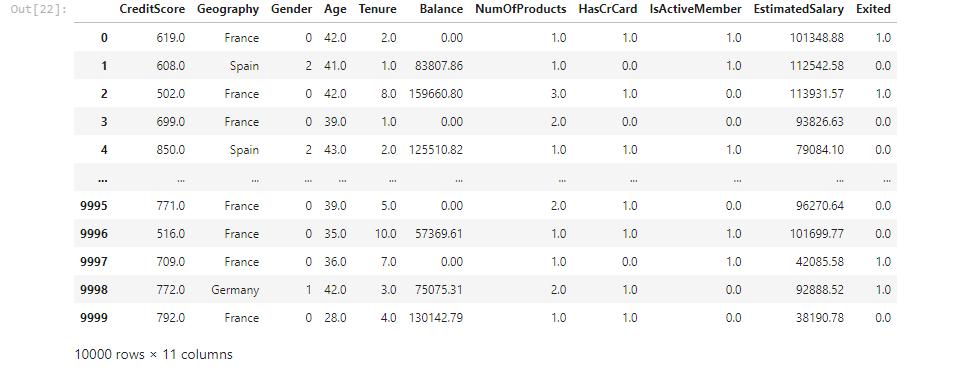 Out[22]: CreditScore Geography Gender Age Tenure Balance NumOfProducts HasCrCard IsActiveMember EstimatedSalary Exited
0 619.0 France 0 42.0 2.0 0.00 1.0 1.0 1.0 101348.88 1.0
1 608.0 Spain 2 41.0 1.0 83807.86 1.0 0.0 1.0 112542.58 0.0
2 502.0 France 0 42.0 8.0 159660.80 3.0 1.0 0.0 113931.57 1.0
3 699.0 France 0 39.0 1.0 0.00 2.0 0.0 0.0 93826.63 0.0
4 850.0 Spain 2 43.0 2.0 125510.82 1.0 1.0 1.0 79084.10 0.0
... ... ... ... ... ... ... ... ... ... ... ...
9995 771.0 France 0 39.0 5.0 0.00 2.0 1.0 0.0 96270.64 0.0
9996 516.0 France 0 35.0 10.0 57369.61 1.0 1.0 1.0 101699.77 0.0
9997 709.0 France 0 36.0 7.0 0.00 1.0 0.0 1.0 42085.58 1.0
9998 772.0 Germany 1 42.0 3.0 75075.31 2.0 1.0 0.0 92888.52 1.0
9999 792.0 France 0 28.0 4.0 130142.79 1.0 1.0 0.0 38190.78 0.0
10000 rows × 11 columns